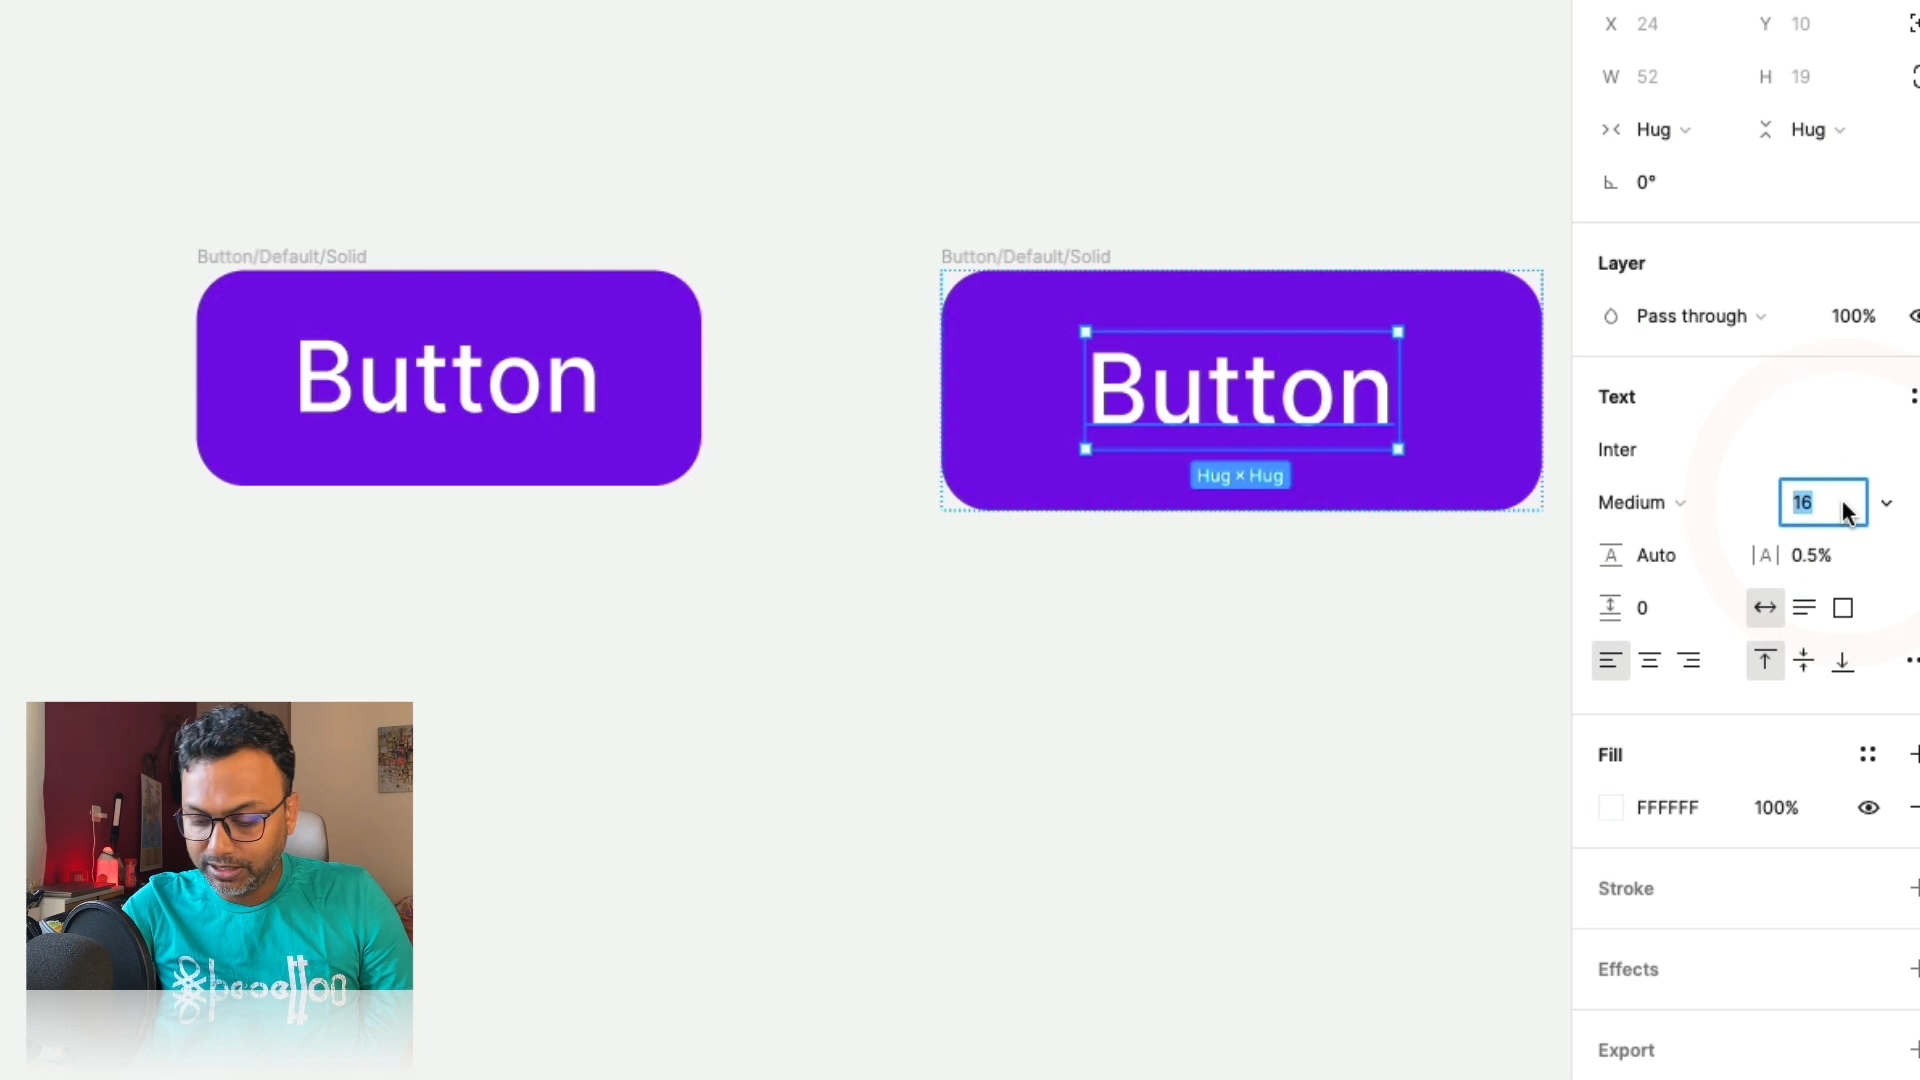 X 24 Y 10
W 52 H 19
Hug Hug
0°
Layer
Pass through 100%
Text
Inter
Medium 16
A Auto |A| 0.5%
0
Fill
FFFFFF 100%
Stroke
Effects
Export
Button/Default/Solid
Button
Button/Default/Solid
Button
Hug × Hug
benetton